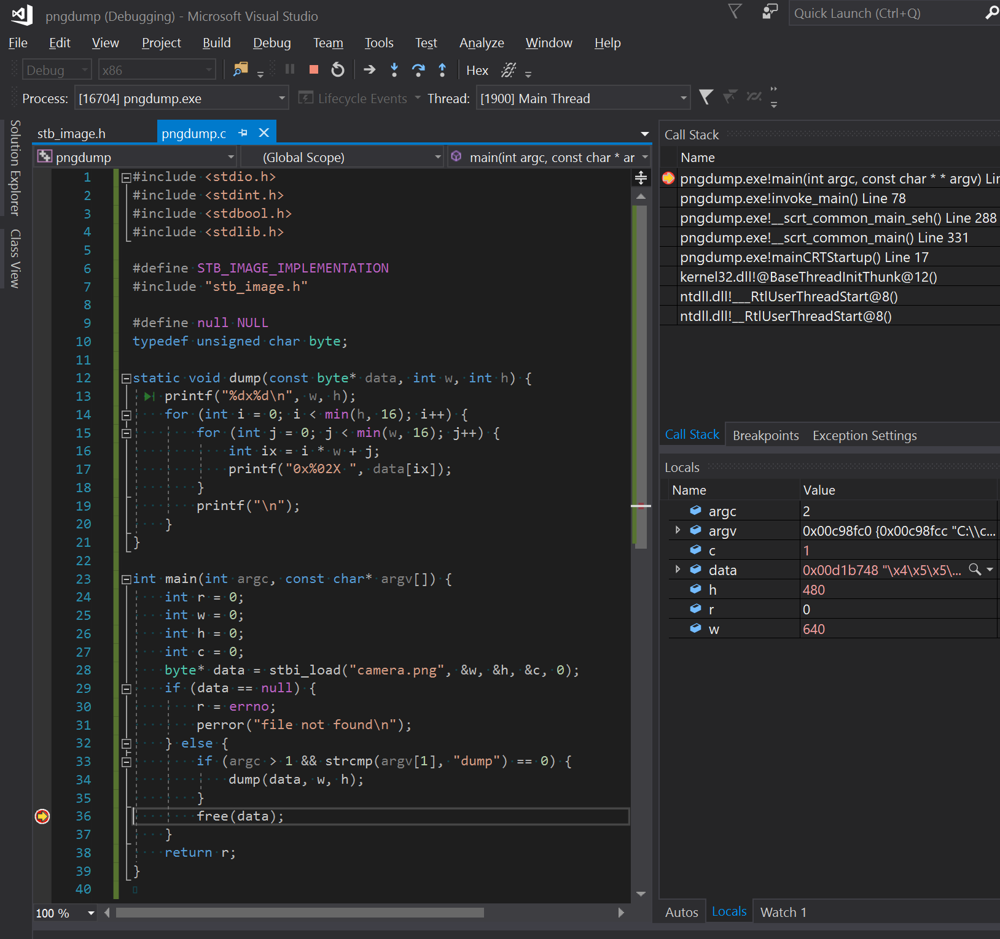 pngdump (Debugging) - Microsoft Visual Studio
Quick Launch (Ctrl+Q)
File Edit View Project Build Debug Team Tools Test Analyze Window Help
Debug x86 Hex
Process: [16704] pngdump.exe Lifecycle Events Thread: [1900] Main Thread
Solution Explorer
Class View
stb_image.h pngdump.c
pngdump (Global Scope) main(int argc, const char * ar
1 #include <stdio.h>
2 #include <stdint.h>
3 #include <stdbool.h>
4 #include <stdlib.h>
5
6 #define STB_IMAGE_IMPLEMENTATION
7 #include "stb_image.h"
8
9 #define null NULL
10 typedef unsigned char byte;
11
12 static void dump(const byte* data, int w, int h) {
13 printf("%dx%d\n", w, h);
14 for (int i = 0; i < min(h, 16); i++) {
15 for (int j = 0; j < min(w, 16); j++) {
16 int ix = i * w + j;
17 printf("0x%02X ", data[ix]);
18 }
19 printf("\n");
20 }
21 }
22
23 int main(int argc, const char* argv[]) {
24 int r = 0;
25 int w = 0;
26 int h = 0;
27 int c = 0;
28 byte* data = stbi_load("camera.png", &w, &h, &c, 0);
29 if (data == null) {
30 r = errno;
31 perror("file not found\n");
32 } else {
33 if (argc > 1 && strcmp(argv[1], "dump") == 0) {
34 dump(data, w, h);
35 }
36 free(data);
37 }
38 return r;
39 }
40
100 %
Call Stack
Name
pngdump.exe!main(int argc, const char * * argv) Lin
pngdump.exe!invoke_main() Line 78
pngdump.exe!__scrt_common_main_seh() Line 288
pngdump.exe!__scrt_common_main() Line 331
pngdump.exe!mainCRTStartup() Line 17
kernel32.dll!@BaseThreadInitThunk@12()
ntdll.dll!___RtlUserThreadStart@8()
ntdll.dll!__RtlUserThreadStart@8()
Call Stack Breakpoints Exception Settings
Locals
Name Value
argc 2
argv 0x00c98fc0 {0x00c98fcc "C:\\c...
c 1
data 0x00d1b748 "\x4\x5\x5\...
h 480
r 0
w 640
Autos Locals Watch 1